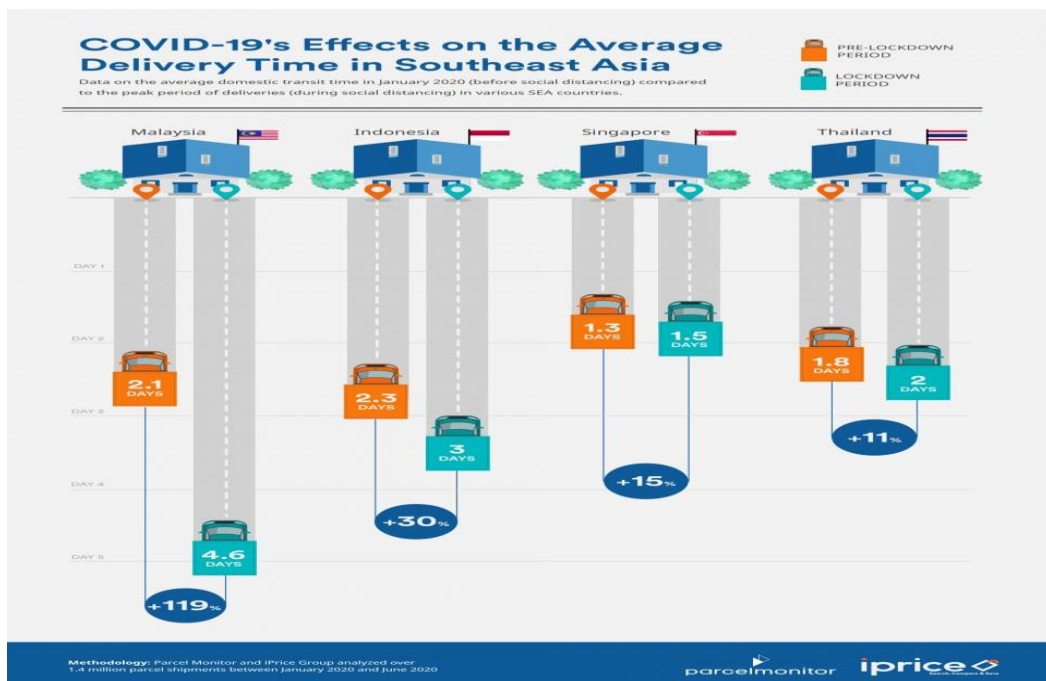 COVID-19's Effects on the Average
Delivery Time in Southeast Asia
Data on the average domestic transit time in January 2020 (before social distancing) compared
to the peak period of deliveries (during social distancing) in various SEA countries.
PRE-LOCKDOWN
PERIOD
LOCKDOWN
PERIOD
Malaysia
Indonesia
Singapore
Thailand
DAY 1
DAY 2
DAY 3
DAY 4
DAY 5
2.1
DAYS
4.6
DAYS
+119%
2.3
DAYS
3
DAYS
+30%
1.3
DAYS
1.5
DAYS
+15%
1.8
DAYS
2
DAYS
+11%
Methodology: Parcel Monitor and iPrice Group analyzed over
1.4 million parcel shipments between January 2020 and June 2020
parcelmonitor
iprice
Search, Compare & Save